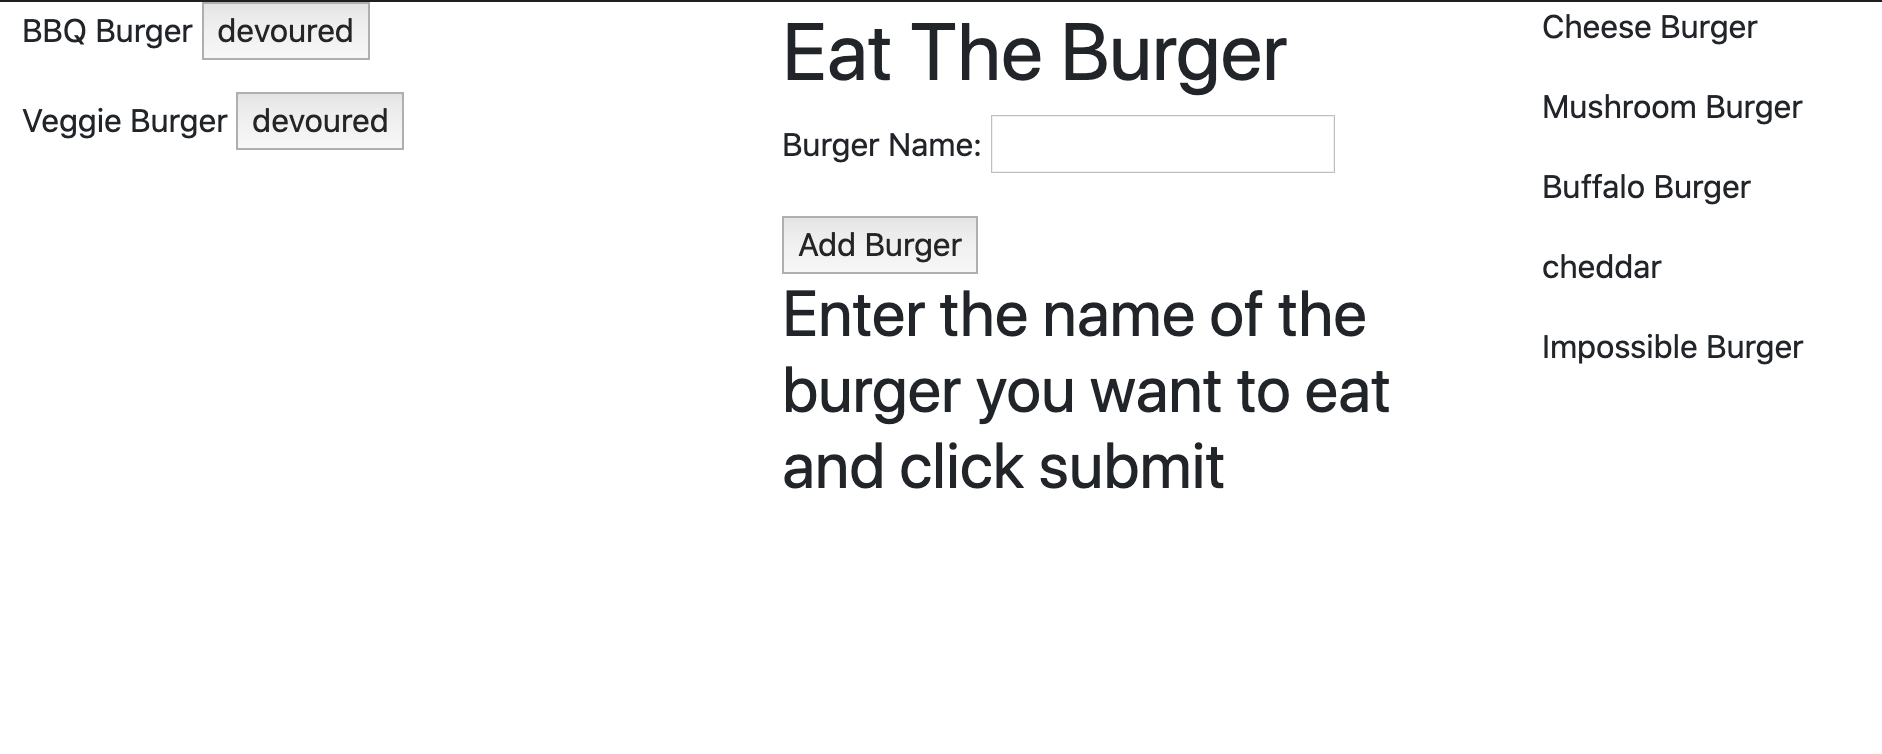 BBQ Burger devoured
Veggie Burger devoured
Eat The Burger
Burger Name:
Add Burger
Enter the name of the
burger you want to eat
and click submit
Cheese Burger
Mushroom Burger
Buffalo Burger
cheddar
Impossible Burger